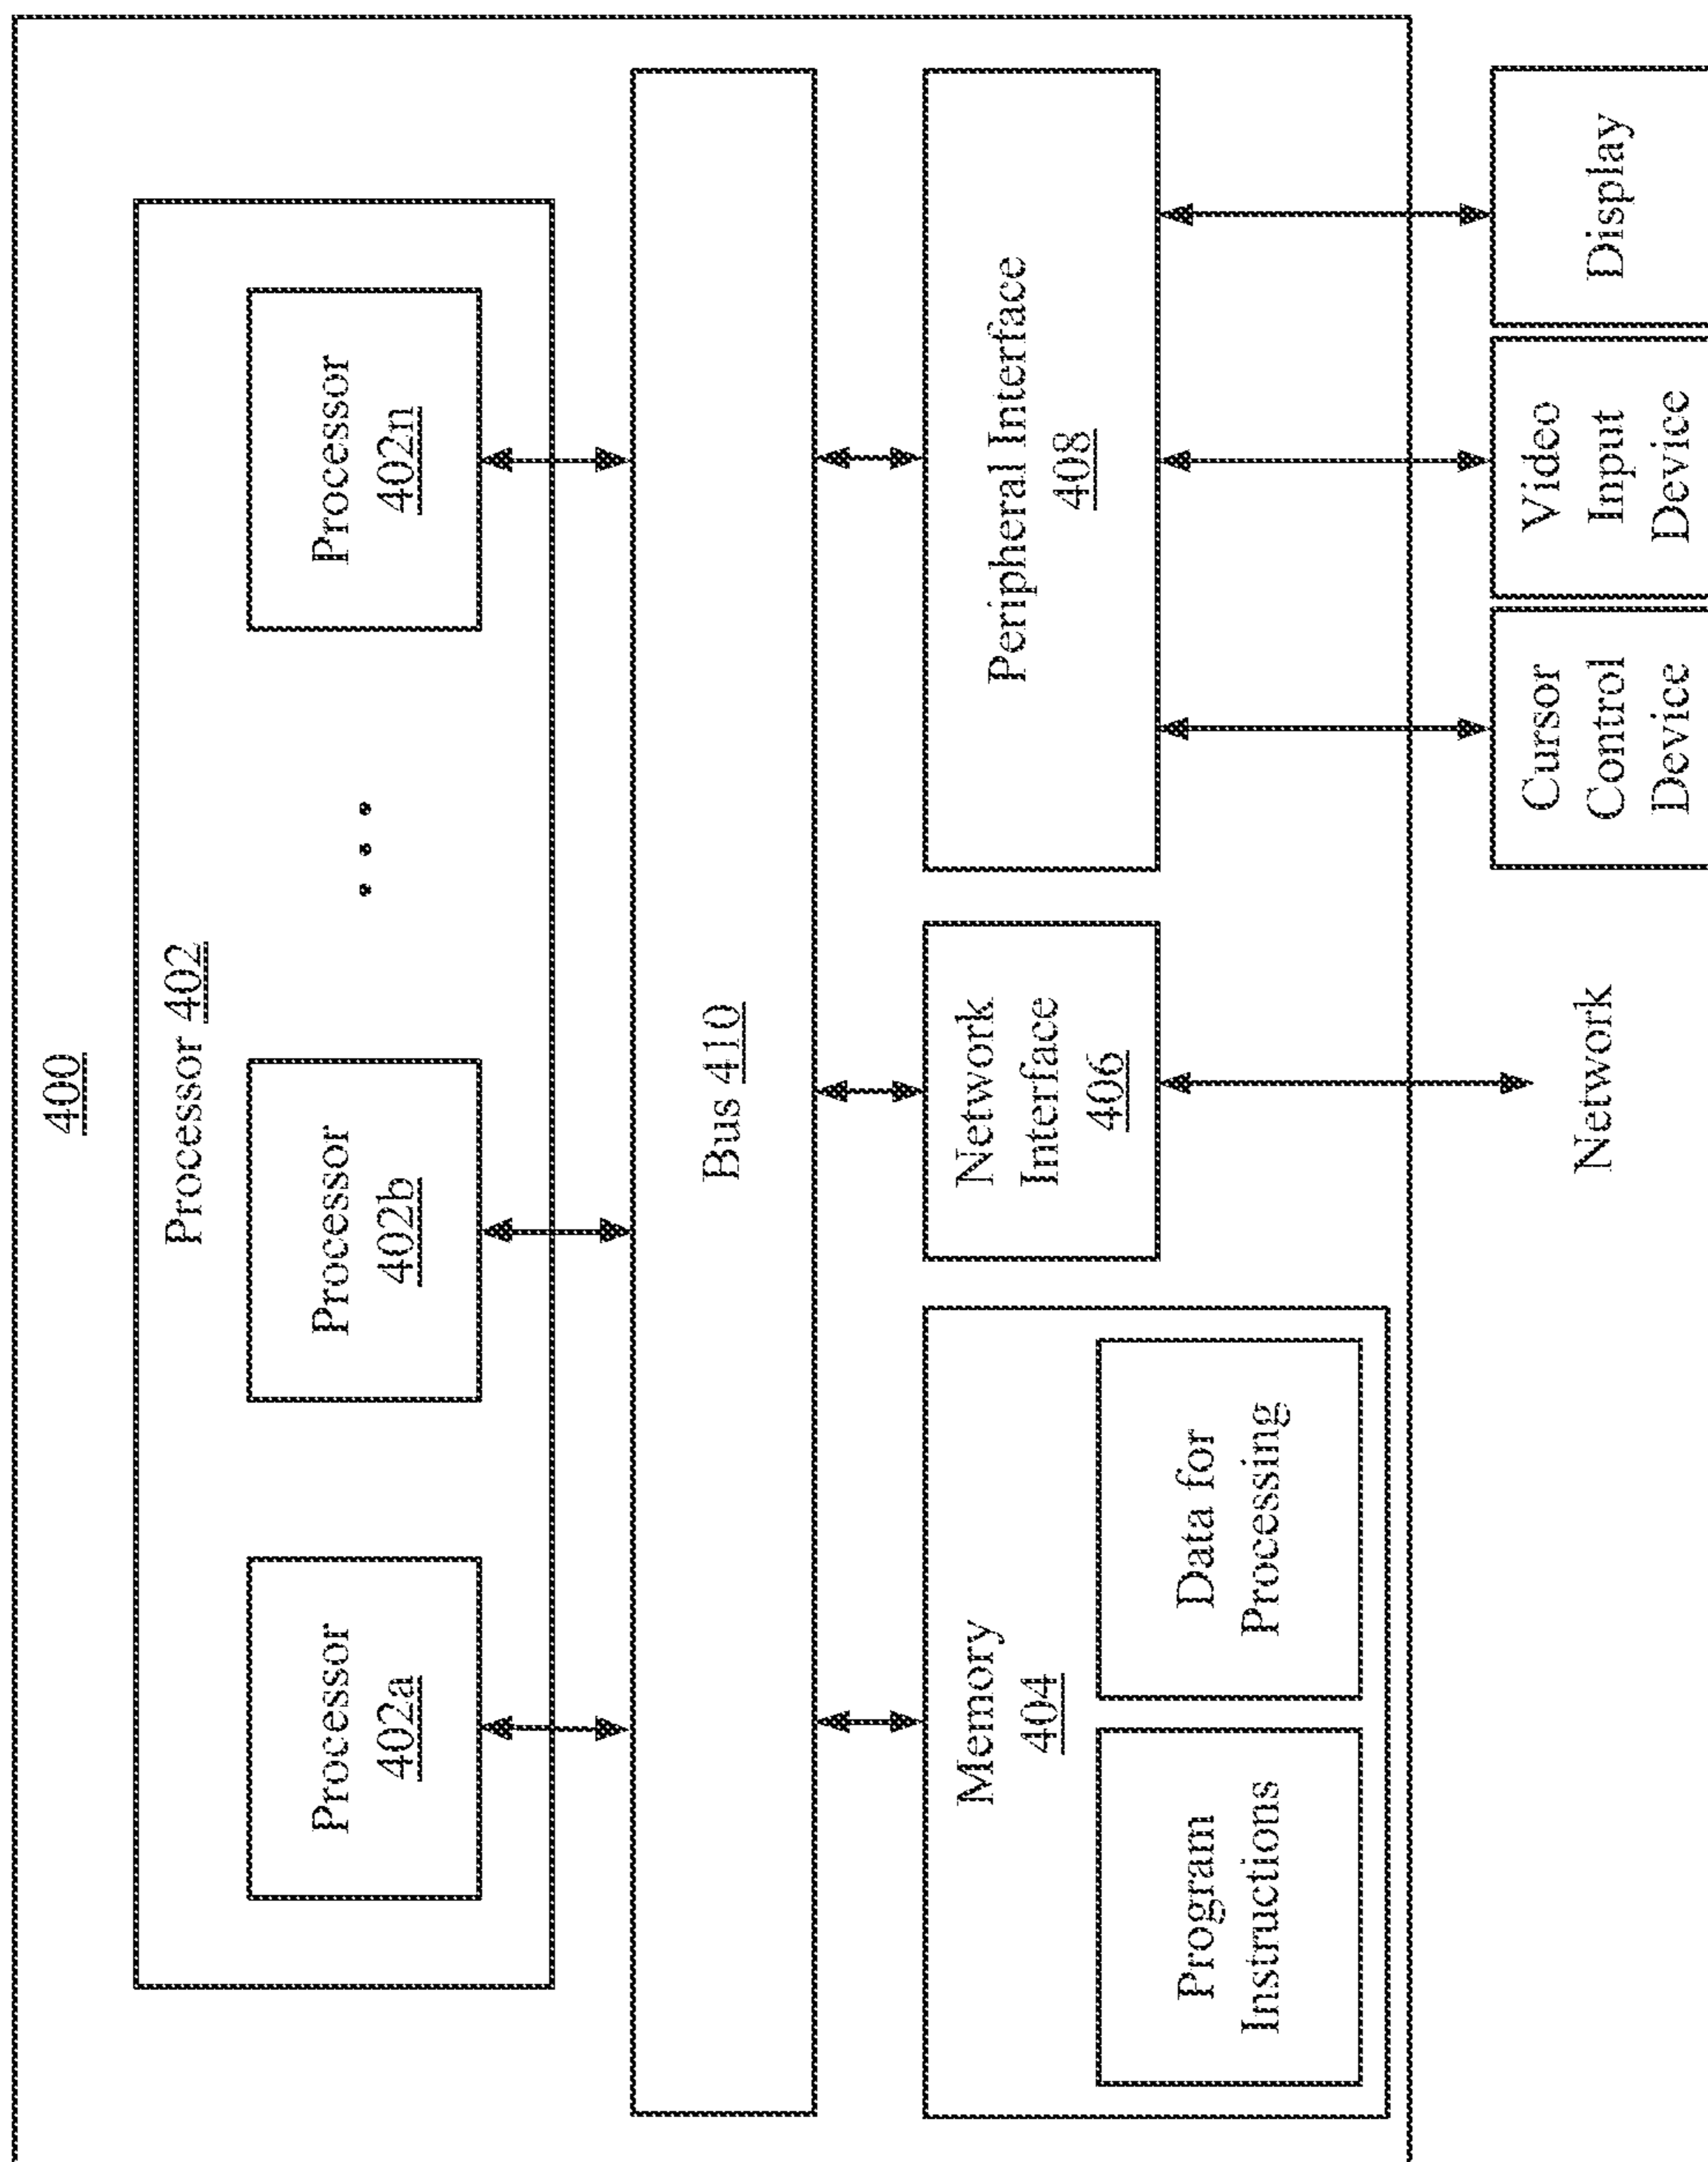 400
Processor 402
Processor
402a
Processor
402b
. . .
Processor
402n
Bus 410
Memory
404
Program
Instructions
Data for
Processing
Network
Interface
406
Peripheral Interface
408
Network
Cursor
Control
Device
Video
Input
Device
Display